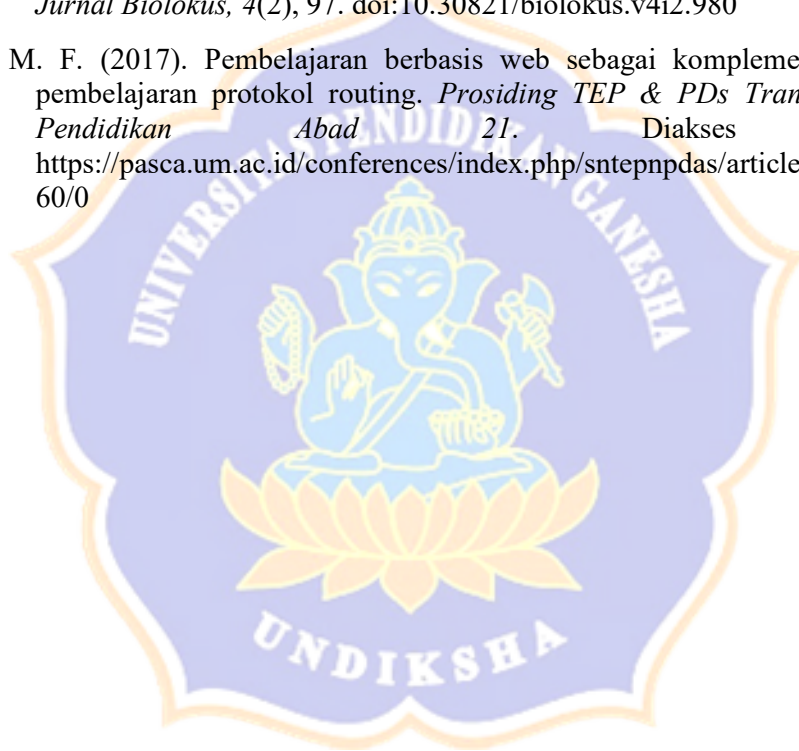 Jurnal Biolokus, 4(2), 97. doi:10.30821/biolokus.v4i2.980
M. F. (2017). Pembelajaran berbasis web sebagai kompleme
pembelajaran protokol routing. Prosiding TEP & PDs Tran
Pendidikan Abad 21. Diakses
https://pasca.um.ac.id/conferences/index.php/sntepnpdas/article
60/0
UNIVERSITAS PENDIDIKAN GANESHA
UNDIKSHA